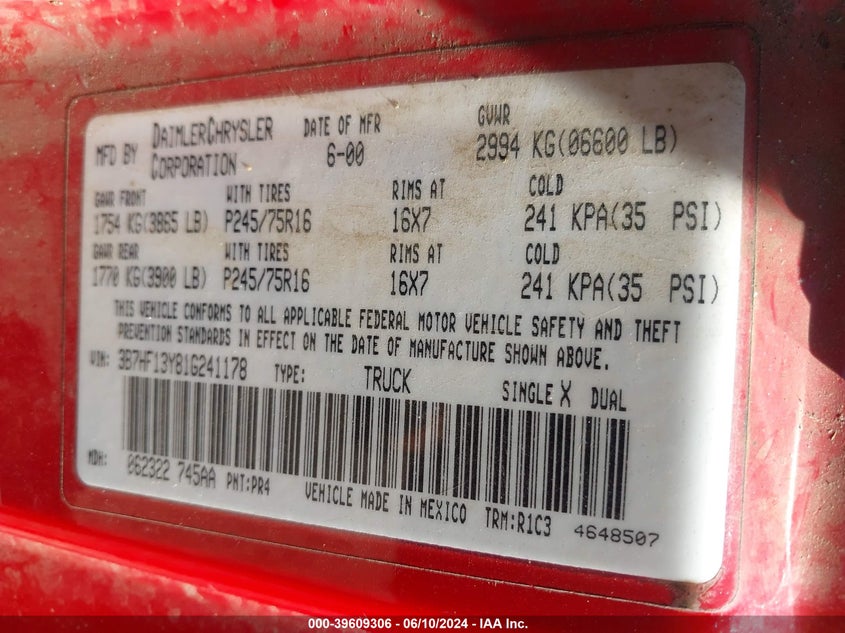 MFD BY DAIMLERCHRYSLER CORPORATION DATE OF MFR 6-00 GVWR 2994 KG(06600 LB)
GAWR FRONT WITH TIRES RIMS AT COLD
1754 KG(3865 LB) P245/75R16 16X7 241 KPA(35 PSI)
GAWR REAR WITH TIRES RIMS AT COLD
1770 KG(3900 LB) P245/75R16 16X7 241 KPA(35 PSI)
THIS VEHICLE CONFORMS TO ALL APPLICABLE FEDERAL MOTOR VEHICLE SAFETY AND THEFT
PREVENTION STANDARDS IN EFFECT ON THE DATE OF MANUFACTURE SHOWN ABOVE.
VIN: 3B7HF13Y81G241178 TYPE: TRUCK SINGLE X DUAL
MDH: 062322 745AA PNT:PR4 VEHICLE MADE IN MEXICO TRM:R1C3 4648507
000-39609306 - 06/10/2024 - IAA Inc.